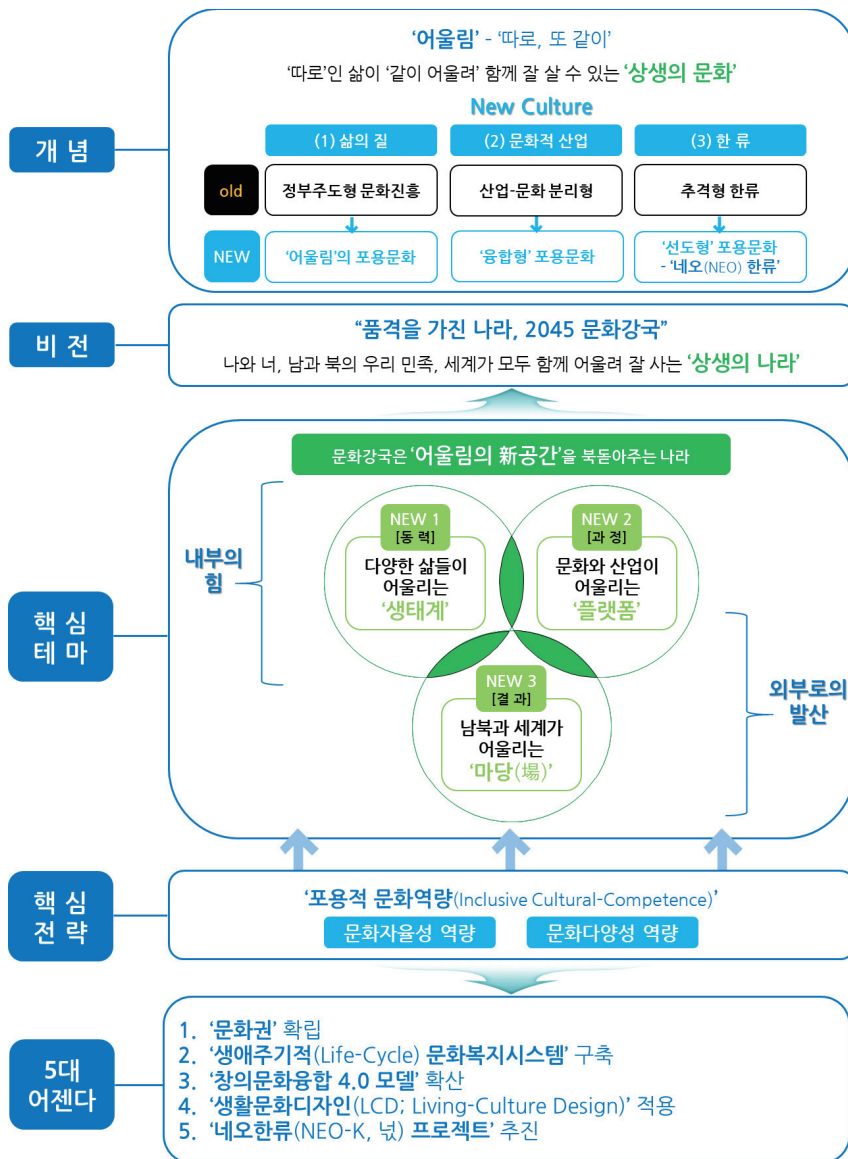 ‘어울림’ - ‘따로, 또 같이’
‘따로’인 삶이 ‘같이 어울려’ 함께 잘 살 수 있는 ‘상생의 문화’
New Culture
개 념
(1) 삶의 질
(2) 문화적 산업
(3) 한 류
old
정부주도형 문화진흥
산업-문화 분리형
추격형 한류
NEW
‘어울림’의 포용문화
‘융합형’ 포용문화
‘선도형’ 포용문화
- ‘네오(NEO) 한류’
비 전
“품격을 가진 나라, 2045 문화강국”
나와 너, 남과 북의 우리 민족, 세계가 모두 함께 어울려 잘 사는 ‘상생의 나라’
핵 심
테 마
문화강국은 ‘어울림의 新공간’을 북돋아주는 나라
내부의
힘
NEW 1
[동 력]
다양한 삶들이
어울리는
‘생태계’
NEW 2
[과 정]
문화와 산업이
어울리는
‘플랫폼’
NEW 3
[결 과]
남북과 세계가
어울리는
‘마당(場)’
외부로의
발산
핵 심
전 략
‘포용적 문화역량(Inclusive Cultural-Competence)’
문화자율성 역량
문화다양성 역량
5대
어젠다
1. ‘문화권’ 확립
2. ‘생애주기적(Life-Cycle) 문화복지시스템’ 구축
3. ‘창의문화융합 4.0 모델’ 확산
4. ‘생활문화디자인(LCD; Living-Culture Design)’ 적용
5. ‘네오한류(NEO-K, 넋) 프로젝트’ 추진